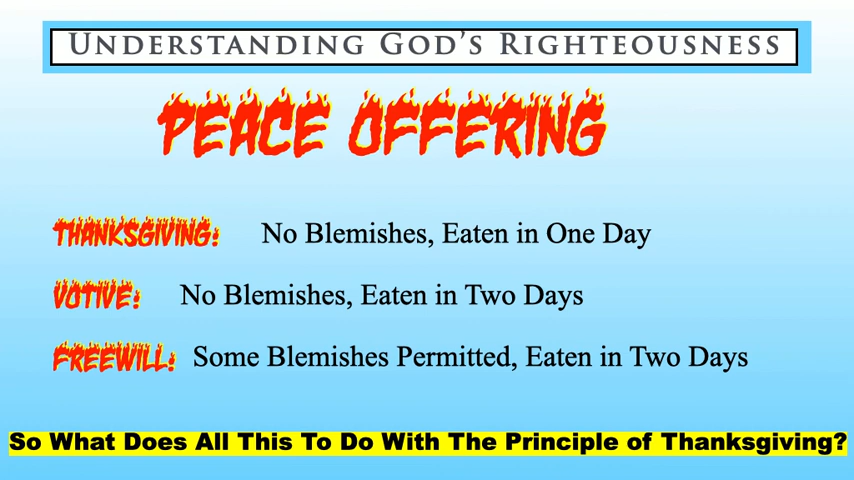 Understanding God's Righteousness
PEACE OFFERING
THANKSGIVING: No Blemishes, Eaten in One Day
VOTIVE: No Blemishes, Eaten in Two Days
FREEWILL: Some Blemishes Permitted, Eaten in Two Days
So What Does All This To Do With The Principle of Thanksgiving?